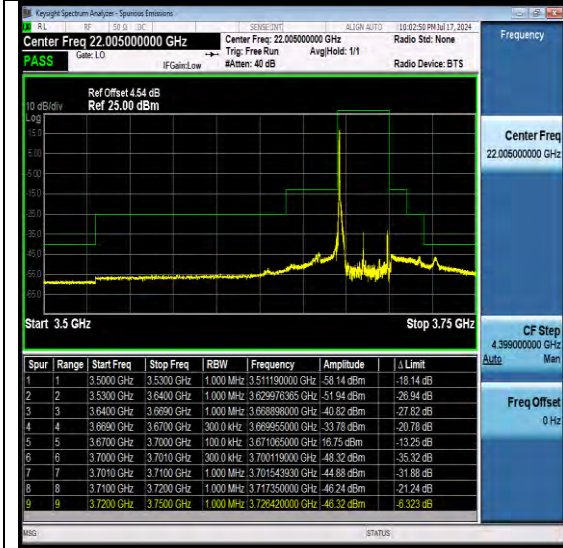 Keysight Spectrum Analyzer - Spurious Emissions
RL RF 50 Ω DC SENSE:INT ALIGN AUTO 10:02:50 PM Jul 17, 2024
Center Freq 22.005000000 GHz Center Freq: 22.005000000 GHz Radio Std: None Frequency
PASS Gate: LO Trig: Free Run Avg|Hold: 1/1
IFGain:Low #Atten: 40 dB Radio Device: BTS
Ref Offset 4.54 dB
10 dB/div Ref 25.00 dBm
Log
15.0
5.00
-5.00
-15.0
-25.0
-35.0
-45.0
-55.0
-65.0
Start 3.5 GHz Stop 3.75 GHz
Center Freq
22.005000000 GHz
CF Step
4.399000000 GHz
Auto Man
Freq Offset
0 Hz
Spur Range Start Freq Stop Freq RBW Frequency Amplitude Δ Limit
1 1 3.5000 GHz 3.5300 GHz 1.000 MHz 3.511190000 GHz -58.14 dBm -18.14 dB
2 2 3.5300 GHz 3.6400 GHz 1.000 MHz 3.629976365 GHz -51.94 dBm -26.94 dB
3 3 3.6400 GHz 3.6690 GHz 1.000 MHz 3.668898000 GHz -40.82 dBm -27.82 dB
4 4 3.6690 GHz 3.6700 GHz 300.0 kHz 3.669955000 GHz -33.78 dBm -20.78 dB
5 5 3.6700 GHz 3.7000 GHz 100.0 kHz 3.671065000 GHz 16.75 dBm -13.25 dB
6 6 3.7000 GHz 3.7010 GHz 300.0 kHz 3.700119000 GHz -48.32 dBm -35.32 dB
7 7 3.7010 GHz 3.7100 GHz 1.000 MHz 3.701543930 GHz -44.88 dBm -31.88 dB
8 8 3.7100 GHz 3.7200 GHz 1.000 MHz 3.717350000 GHz -46.24 dBm -21.24 dB
9 9 3.7200 GHz 3.7500 GHz 1.000 MHz 3.726420000 GHz -46.32 dBm -6.323 dB
MSG STATUS